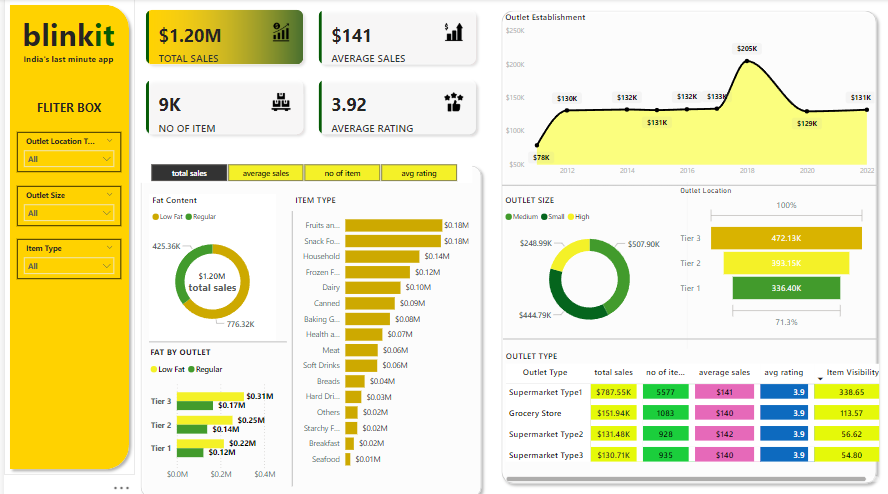 blinkit
India's last minute app
FLITER BOX
Outlet Location T...
All
Outlet Size
All
Item Type
All
$1.20M
TOTAL SALES
$141
AVERAGE SALES
9K
NO OF ITEM
3.92
AVERAGE RATING
total sales
average sales
no of item
avg rating
Fat Content
Low Fat Regular
425.36K
$1.20M
total sales
776.32K
FAT BY OUTLET
Low Fat Regular
Tier 3
$0.31M
$0.17M
Tier 2
$0.25M
$0.14M
Tier 1
$0.22M
$0.12M
$0.0M $0.2M $0.4M
ITEM TYPE
Fruits an... $0.18M
Snack Fo... $0.18M
Household $0.14M
Frozen F... $0.12M
Dairy $0.10M
Canned $0.09M
Baking G... $0.08M
Health a... $0.07M
Meat $0.06M
Soft Drinks $0.06M
Breads $0.04M
Hard Dri... $0.03M
Others $0.02M
Starchy F... $0.02M
Breakfast $0.02M
Seafood $0.01M
Outlet Establishment
$250K
$200K
$150K
$100K
$50K
$78K
$130K
$132K
$131K
$132K
$133K
$205K
$129K
$131K
2012 2014 2016 2018 2020 2022
OUTLET SIZE
Medium Small High
$248.99K
$507.90K
$444.79K
Outlet Location
100%
Tier 3 472.13K
Tier 2 393.15K
Tier 1 336.40K
71.3%
OUTLET TYPE
Outlet Type total sales no of ite... average sales avg rating Item Visibility
Supermarket Type1 $787.55K 5577 $141 3.9 338.65
Grocery Store $151.94K 1083 $140 3.9 113.57
Supermarket Type2 $131.48K 928 $142 3.9 56.62
Supermarket Type3 $130.71K 935 $140 3.9 54.80